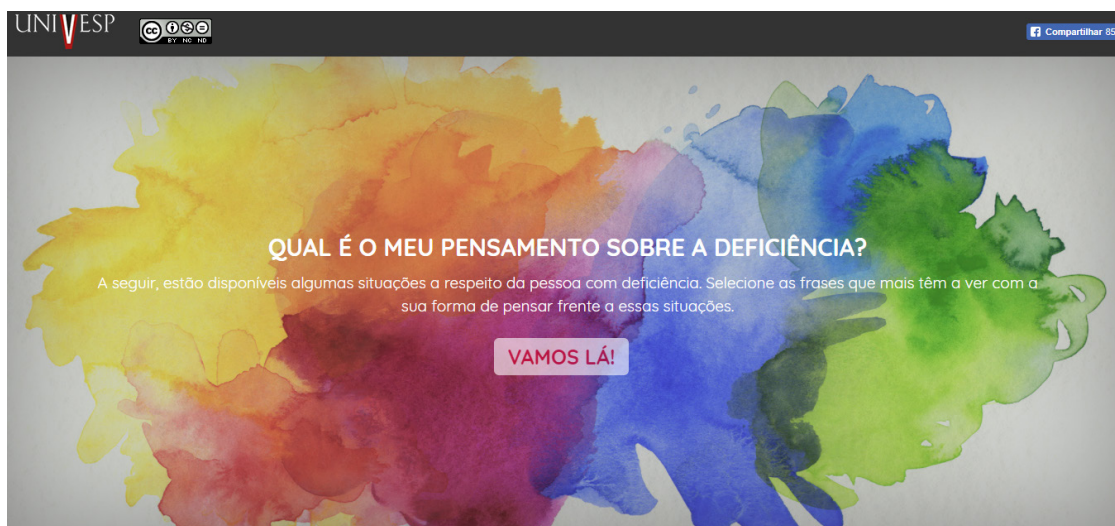 UNIVESP
cc BY NC ND
Compartilhar 85
QUAL É O MEU PENSAMENTO SOBRE A DEFICIÊNCIA?
A seguir, estão disponíveis algumas situações a respeito da pessoa com deficiência. Selecione as frases que mais têm a ver com a
sua forma de pensar frente a essas situações.
VAMOS LÁ!